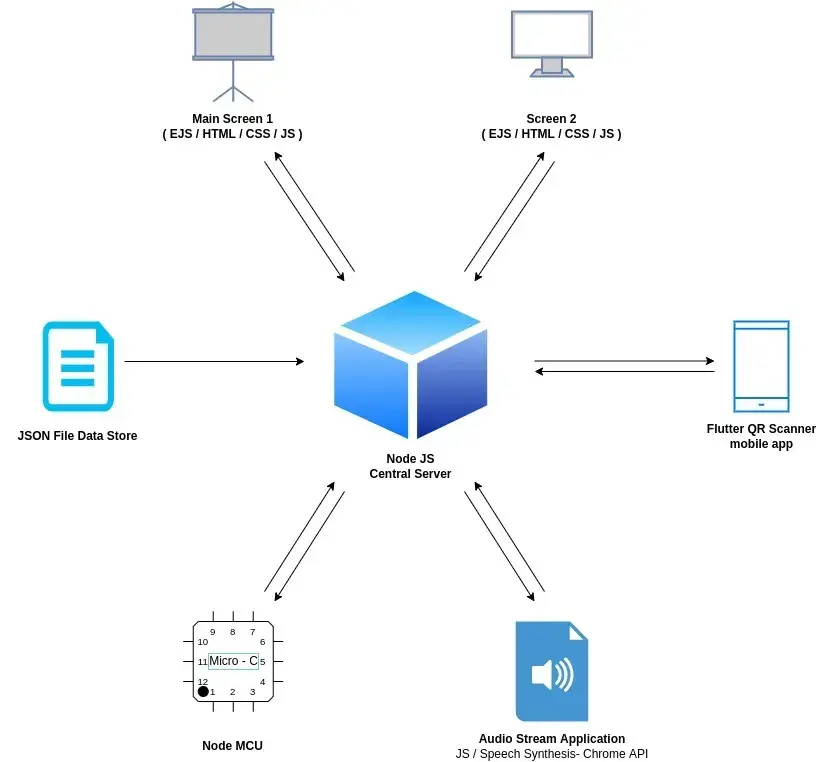 Main Screen 1
( EJS / HTML / CSS / JS )
Screen 2
( EJS / HTML / CSS / JS )
JSON File Data Store
Node JS
Central Server
Flutter QR Scanner
mobile app
9 8 7
10 6
11 Micro - C 5
12 4
1 2 3
Node MCU
Audio Stream Application
JS / Speech Synthesis- Chrome API